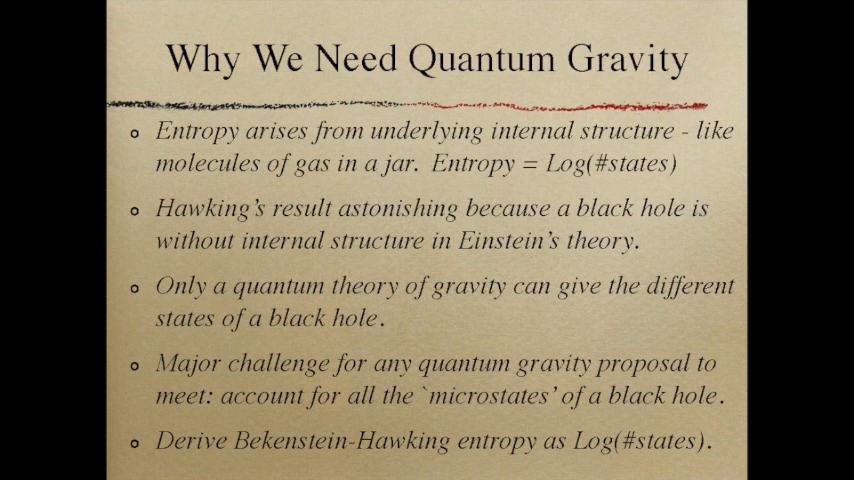 Why We Need Quantum Gravity
Entropy arises from underlying internal structure - like
molecules of gas in a jar. Entropy = Log(#states)
Hawking's result astonishing because a black hole is
without internal structure in Einstein's theory.
Only a quantum theory of gravity can give the different
states of a black hole.
Major challenge for any quantum gravity proposal to
meet: account for all the `microstates' of a black hole.
Derive Bekenstein-Hawking entropy as Log(#states).